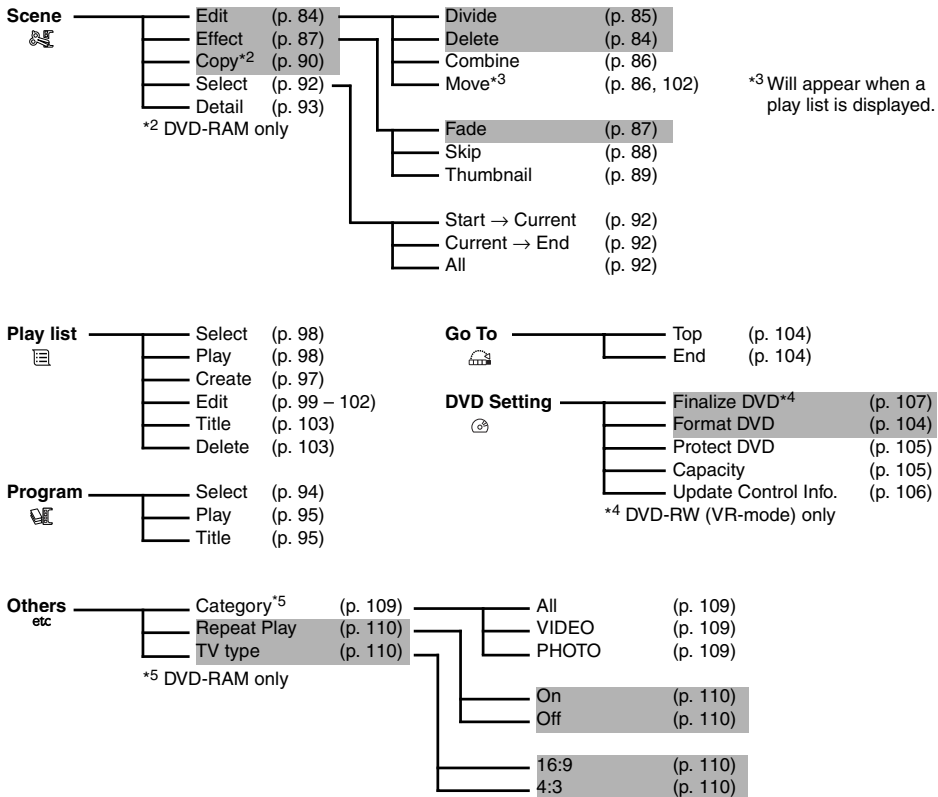 Scene
Edit (p. 84)
Effect (p. 87)
Copy*2 (p. 90)
Select (p. 92)
Detail (p. 93)
*2 DVD-RAM only
Divide (p. 85)
Delete (p. 84)
Combine (p. 86)
Move*3 (p. 86, 102)
*3 Will appear when a
play list is displayed.
Fade (p. 87)
Skip (p. 88)
Thumbnail (p. 89)
Start → Current (p. 92)
Current → End (p. 92)
All (p. 92)
Play list
Select (p. 98)
Play (p. 98)
Create (p. 97)
Edit (p. 99 – 102)
Title (p. 103)
Delete (p. 103)
Go To
Top (p. 104)
End (p. 104)
DVD Setting
Finalize DVD*4 (p. 107)
Format DVD (p. 104)
Protect DVD (p. 105)
Capacity (p. 105)
Update Control Info. (p. 106)
*4 DVD-RW (VR-mode) only
Program
Select (p. 94)
Play (p. 95)
Title (p. 95)
Others
etc
Category*5 (p. 109)
Repeat Play (p. 110)
TV type (p. 110)
*5 DVD-RAM only
All (p. 109)
VIDEO (p. 109)
PHOTO (p. 109)
On (p. 110)
Off (p. 110)
16:9 (p. 110)
4:3 (p. 110)